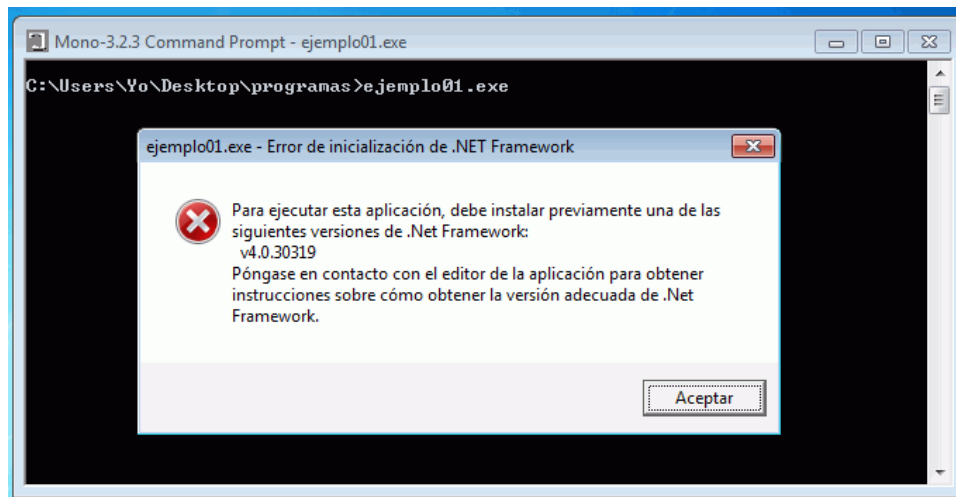 Mono-3.2.3 Command Prompt - ejemplo01.exe
C:\Users\Yo\Desktop\programas>ejemplo01.exe
ejemplo01.exe - Error de inicialización de .NET Framework
Para ejecutar esta aplicación, debe instalar previamente una de las
siguientes versiones de .Net Framework:
v4.0.30319
Póngase en contacto con el editor de la aplicación para obtener
instrucciones sobre cómo obtener la versión adecuada de .Net
Framework.
Aceptar